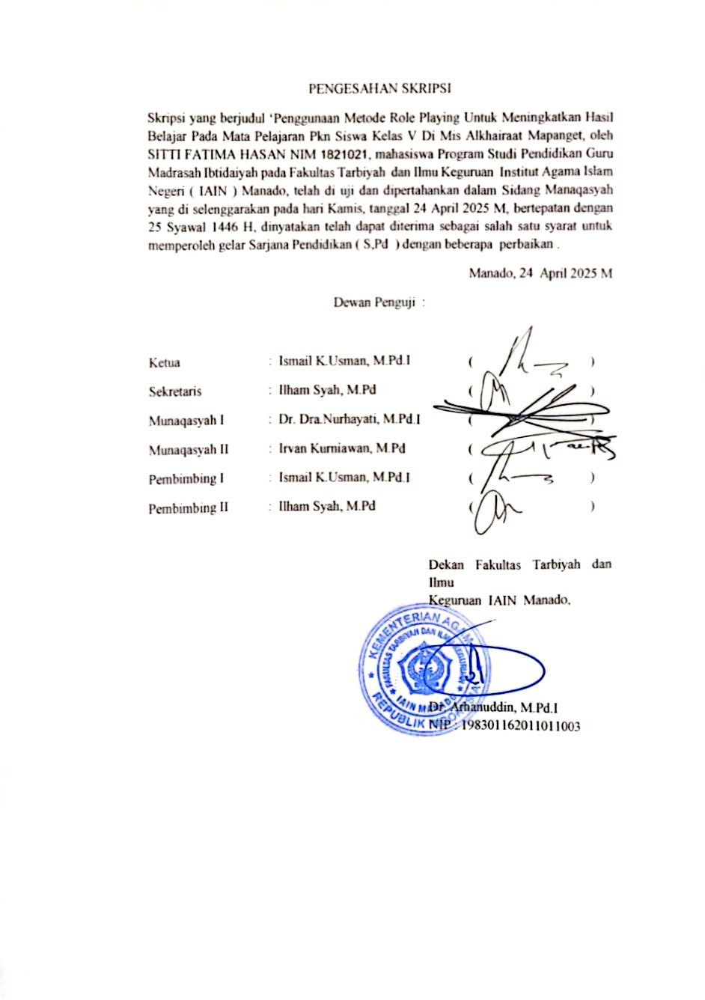 PENGESAHAN SKRIPSI
Skripsi yang berjudul ‘Penggunaan Metode Role Playing Untuk Meningkatkan Hasil
Belajar Pada Mata Pelajaran Pkn Siswa Kelas V Di Mis Alkhairaat Mapanget, oleh
SITTI FATIMA HASAN NIM 1821021, mahasiswa Program Studi Pendidikan Guru
Madrasah Ibtidaiyah pada Fakultas Tarbiyah dan Ilmu Keguruan Institut Agama Islam
Negeri ( IAIN ) Manado, telah di uji dan dipertahankan dalam Sidang Manaqasyah
yang di selenggarakan pada hari Kamis, tanggal 24 April 2025 M, bertepatan dengan
25 Syawal 1446 H, dinyatakan telah dapat diterima sebagai salah satu syarat untuk
memperoleh gelar Sarjana Pendidikan ( S,Pd ) dengan beberapa perbaikan .
Manado, 24 April 2025 M
Dewan Penguji :
Ketua : Ismail K.Usman, M.Pd.I ( )
Sekretaris : Ilham Syah, M.Pd ( )
Munaqasyah I : Dr. Dra.Nurhayati, M.Pd.I ( )
Munaqasyah II : Irvan Kurniawan, M.Pd (
Pembimbing I : Ismail K.Usman, M.Pd.I ( )
Pembimbing II : Ilham Syah, M.Pd ( )
Dekan Fakultas Tarbiyah dan
Ilmu
Keguruan IAIN Manado,
KEMENTERIAN AGAMA
FAKULTAS TARBIYAH DAN ILMU KEGURUAN
IAIN MANADO
REPUBLIK INDONESIA
Dr. Arhanuddin, M.Pd.I
NIP : 198301162011011003